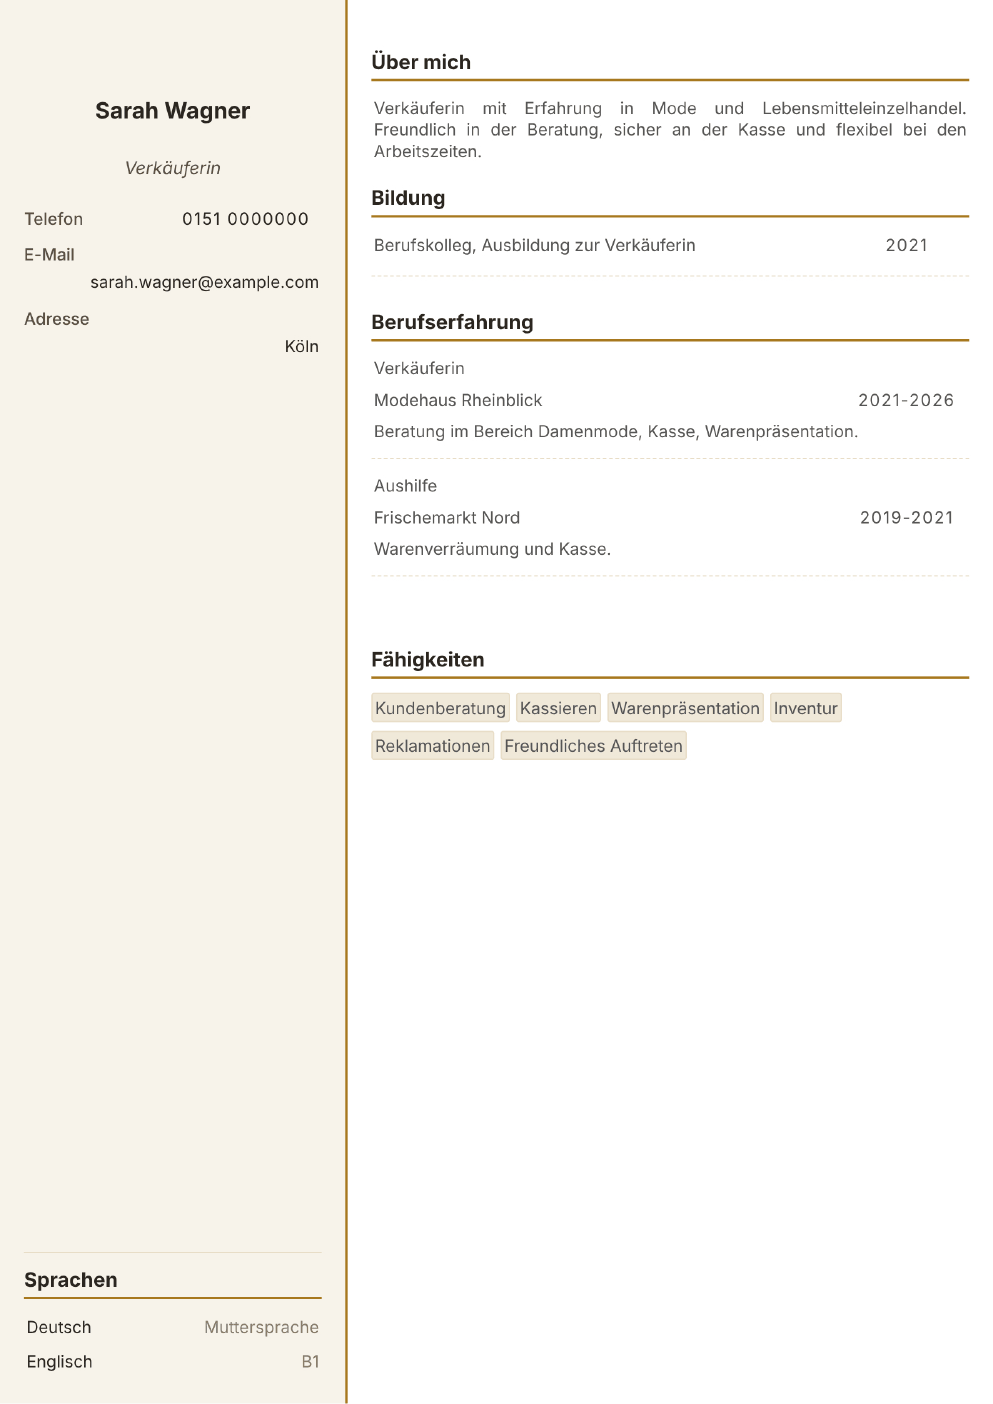 Sarah Wagner
Verkäuferin
Telefon 0151 0000000
E-Mail
sarah.wagner@example.com
Adresse
Köln
Sprachen
Deutsch Muttersprache
Englisch B1
Über mich
Verkäuferin mit Erfahrung in Mode und Lebensmitteleinzelhandel.
Freundlich in der Beratung, sicher an der Kasse und flexibel bei den
Arbeitszeiten.
Bildung
Berufskolleg, Ausbildung zur Verkäuferin 2021
Berufserfahrung
Verkäuferin
Modehaus Rheinblick 2021-2026
Beratung im Bereich Damenmode, Kasse, Warenpräsentation.
Aushilfe
Frischemarkt Nord 2019-2021
Warenverräumung und Kasse.
Fähigkeiten
Kundenberatung Kassieren Warenpräsentation Inventur
Reklamationen Freundliches Auftreten